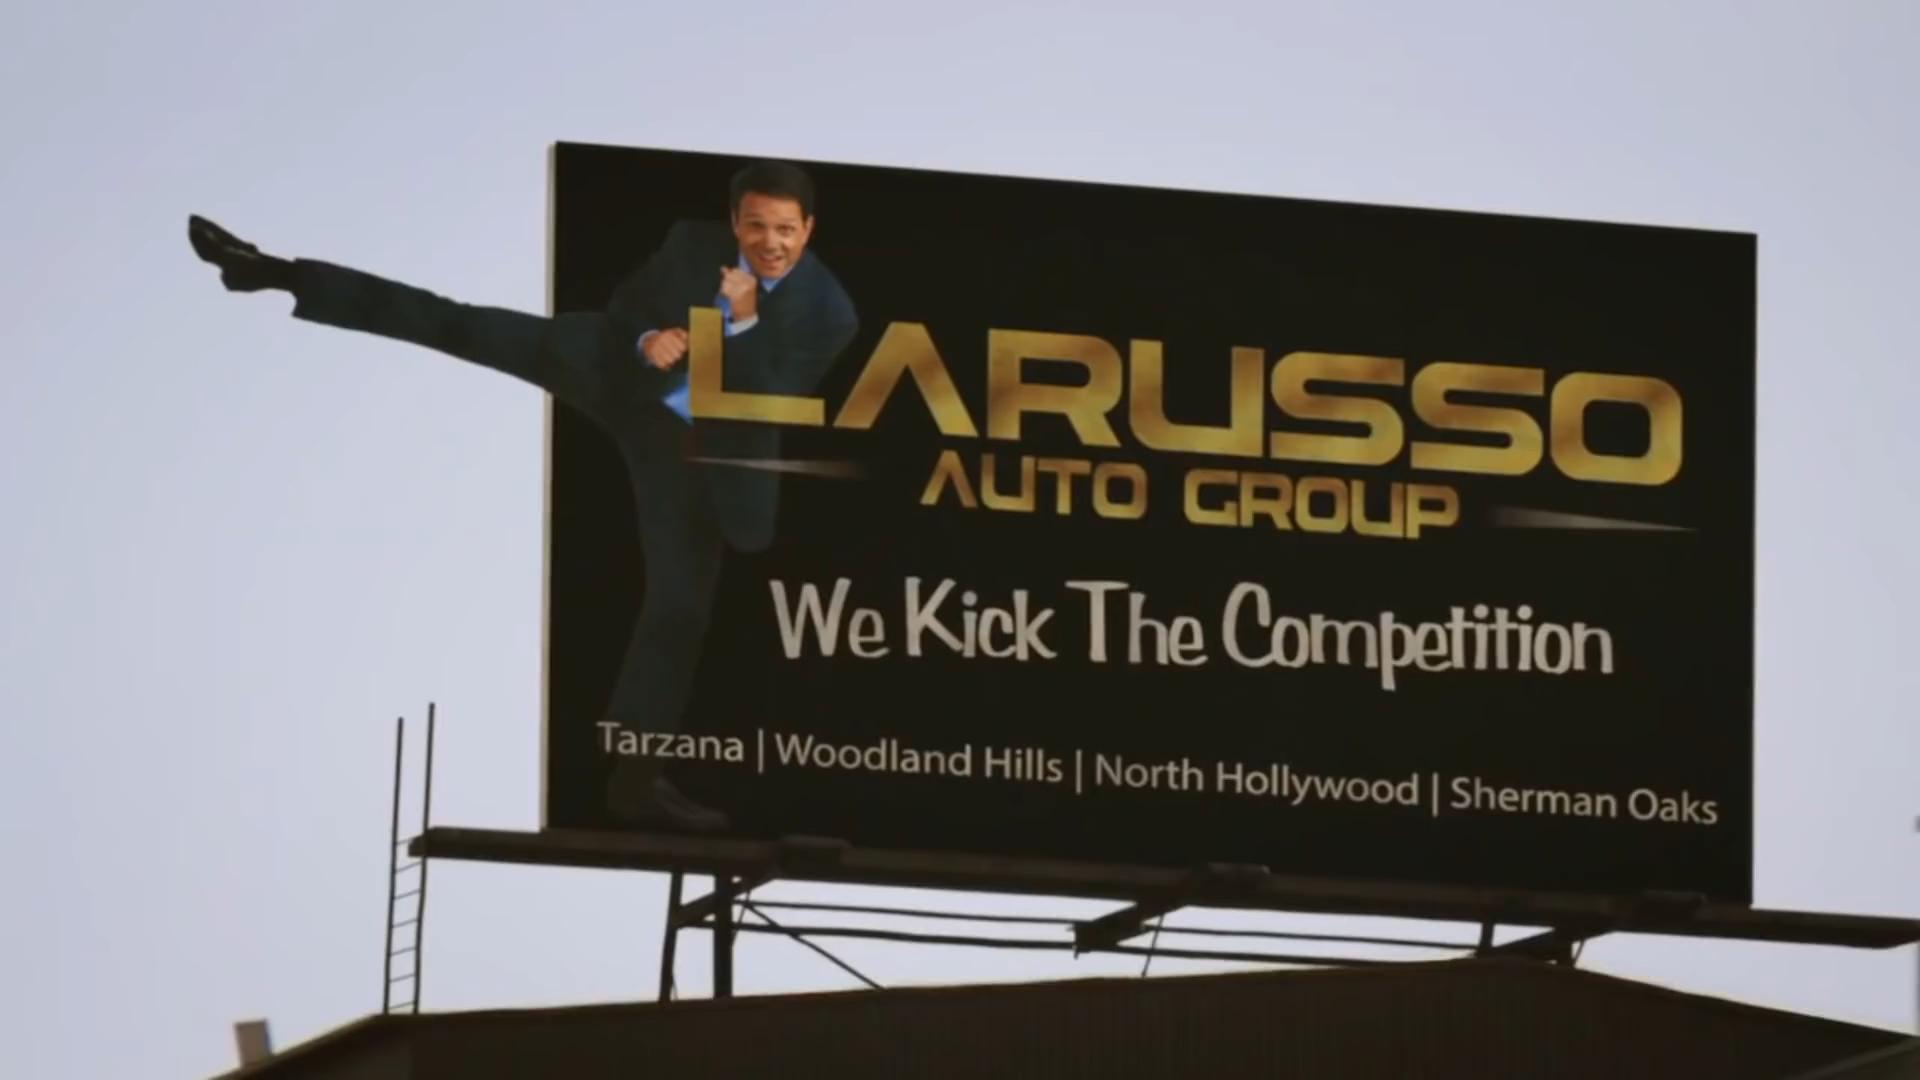 LARUSSO
AUTO GROUP
We Kick The Competition
Tarzana | Woodland Hills | North Hollywood | Sherman Oaks